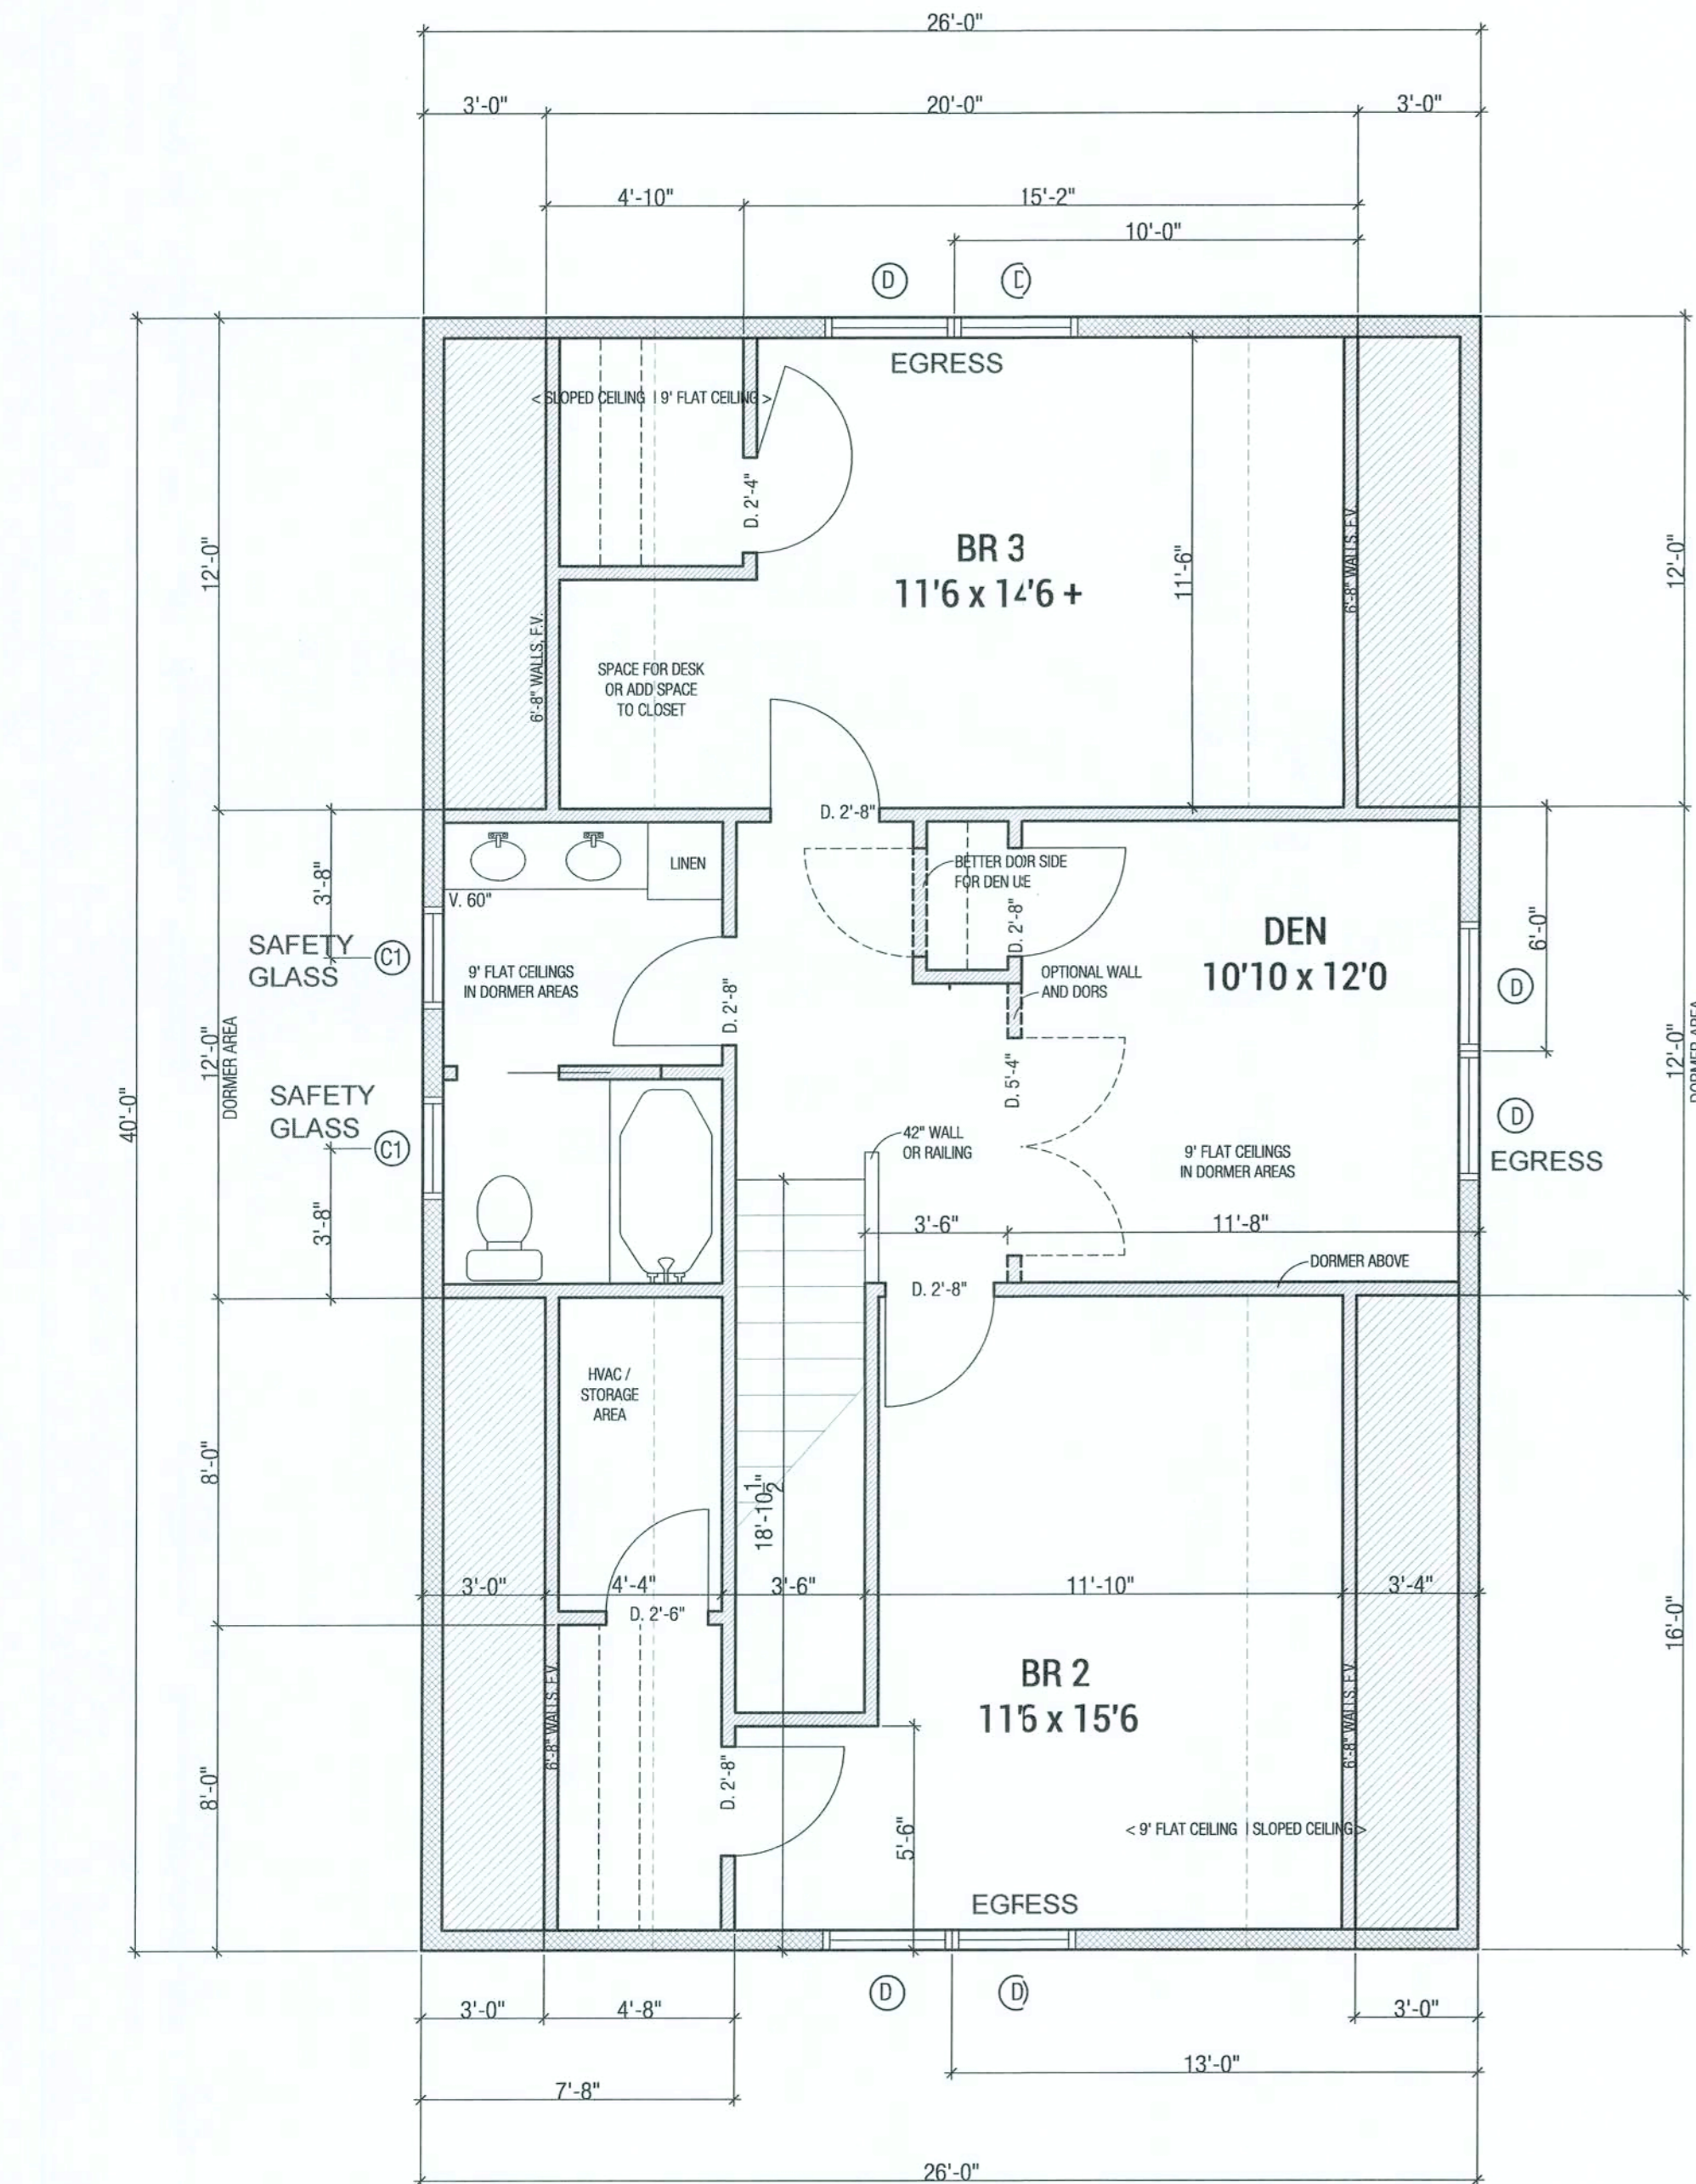 26'-0"
3'-0"
20'-0"
3'-0"
4'-10"
15'-2"
10'-0"
D
D
EGRESS
< SLOPED CEILING | 9' FLAT CEILING >
D. 2'-4"
BR 3
11'6 x 14'6 +
11'-6"
6'-8" WALLS, F.V.
6'-8" WALLS, F.V.
12'-0"
12'-0"
SPACE FOR DESK
OR ADD SPACE
TO CLOSET
D. 2'-8"
LINEN
V. 60"
BETTER DOOR SIDE
FOR DEN USE
D. 2'-8"
3'-8"
SAFETY
GLASS
C1
9' FLAT CEILINGS
IN DORMER AREAS
D. 2'-8"
OPTIONAL WALL
AND DORS
DEN
10'10 x 12'0
6'-0"
D
12'-0"
DORMER AREA
40'-0"
SAFETY
GLASS
C1
3'-8"
D. 5'-4"
42" WALL
OR RAILING
9' FLAT CEILINGS
IN DORMER AREAS
D
EGRESS
12'-0"
DORMER AREA
3'-6"
11'-8"
DORMER ABOVE
D. 2'-8"
HVAC /
STORAGE
AREA
8'-0"
18'-10 1/2"
3'-0"
4'-4"
3'-6"
11'-10"
3'-4"
D. 2'-6"
16'-0"
BR 2
11'6 x 15'6
6'-8" WALLS, F.V.
6'-8" WALLS, F.V.
8'-0"
D. 2'-8"
5'-6"
< 9' FLAT CEILING | SLOPED CEILING >
EGRESS
D
D
3'-0"
4'-8"
3'-0"
13'-0"
7'-8"
26'-0"